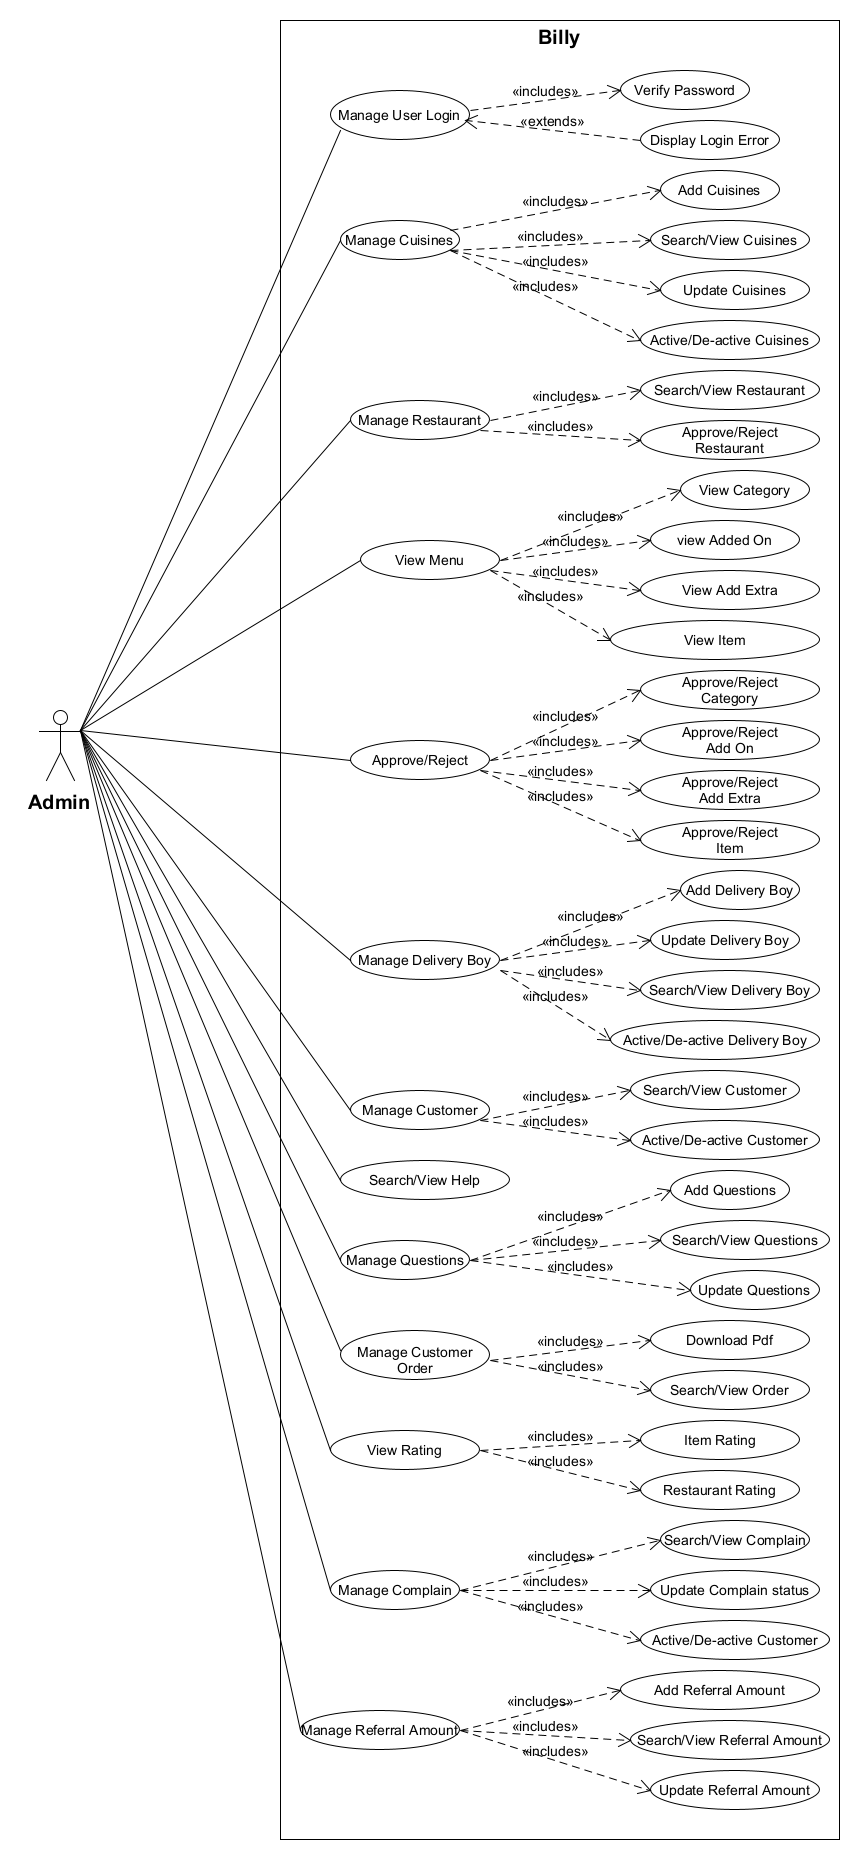 Billy
Manage User Login
«includes»
Verify Password
«extends»
Display Login Error
Manage Cuisines
«includes»
Add Cuisines
«includes»
Search/View Cuisines
«includes»
Update Cuisines
«includes»
Active/De-active Cuisines
Manage Restaurant
«includes»
Search/View Restaurant
«includes»
Approve/Reject
Restaurant
View Menu
«includes»
View Category
«includes»
view Added On
«includes»
View Add Extra
«includes»
View Item
Admin
Approve/Reject
«includes»
Approve/Reject
Category
«includes»
Approve/Reject
Add On
«includes»
Approve/Reject
Add Extra
«includes»
Approve/Reject
Item
Manage Delivery Boy
«includes»
Add Delivery Boy
«includes»
Update Delivery Boy
«includes»
Search/View Delivery Boy
«includes»
Active/De-active Delivery Boy
Manage Customer
«includes»
Search/View Customer
«includes»
Active/De-active Customer
Search/View Help
Manage Questions
«includes»
Add Questions
«includes»
Search/View Questions
«includes»
Update Questions
Manage Customer
Order
«includes»
Download Pdf
«includes»
Search/View Order
View Rating
«includes»
Item Rating
«includes»
Restaurant Rating
Manage Complain
«includes»
Search/View Complain
«includes»
Update Complain status
«includes»
Active/De-active Customer
Manage Referral Amount
«includes»
Add Referral Amount
«includes»
Search/View Referral Amount
«includes»
Update Referral Amount